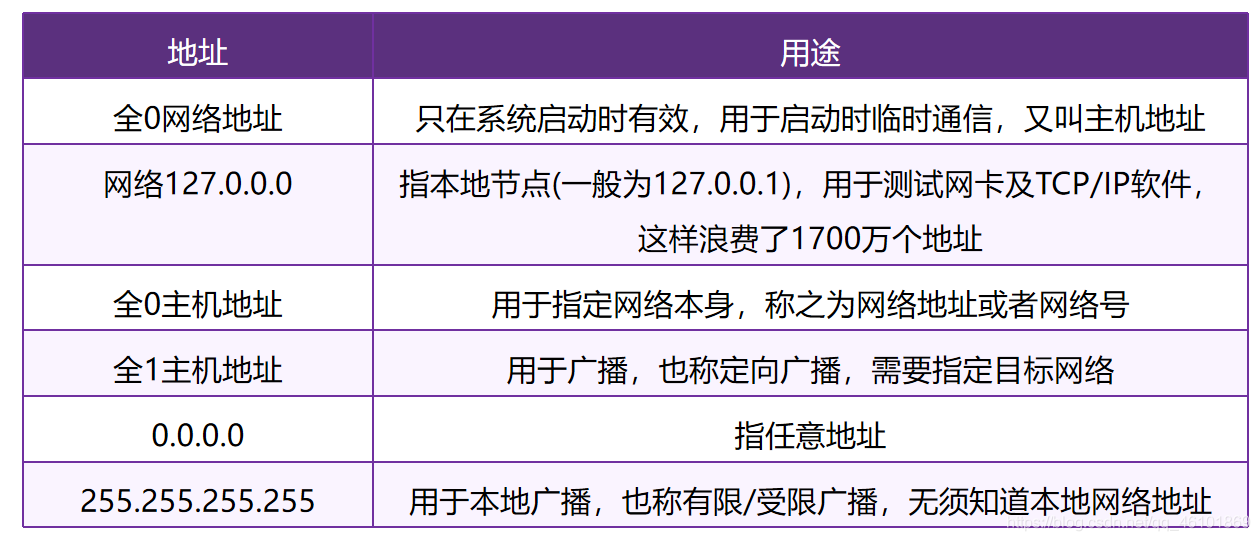 地址
用途
全0网络地址
只在系统启动时有效，用于启动时临时通信，又叫主机地址
网络127.0.0.0
指本地节点(一般为127.0.0.1)，用于测试网卡及TCP/IP软件，
这样浪费了1700万个地址
全0主机地址
用于指定网络本身，称之为网络地址或者网络号
全1主机地址
用于广播，也称定向广播，需要指定目标网络
0.0.0.0
指任意地址
255.255.255.255
用于本地广播，也称有限/受限广播，无须知道本地网络地址
https://blog.csdn.net/qq_46101869